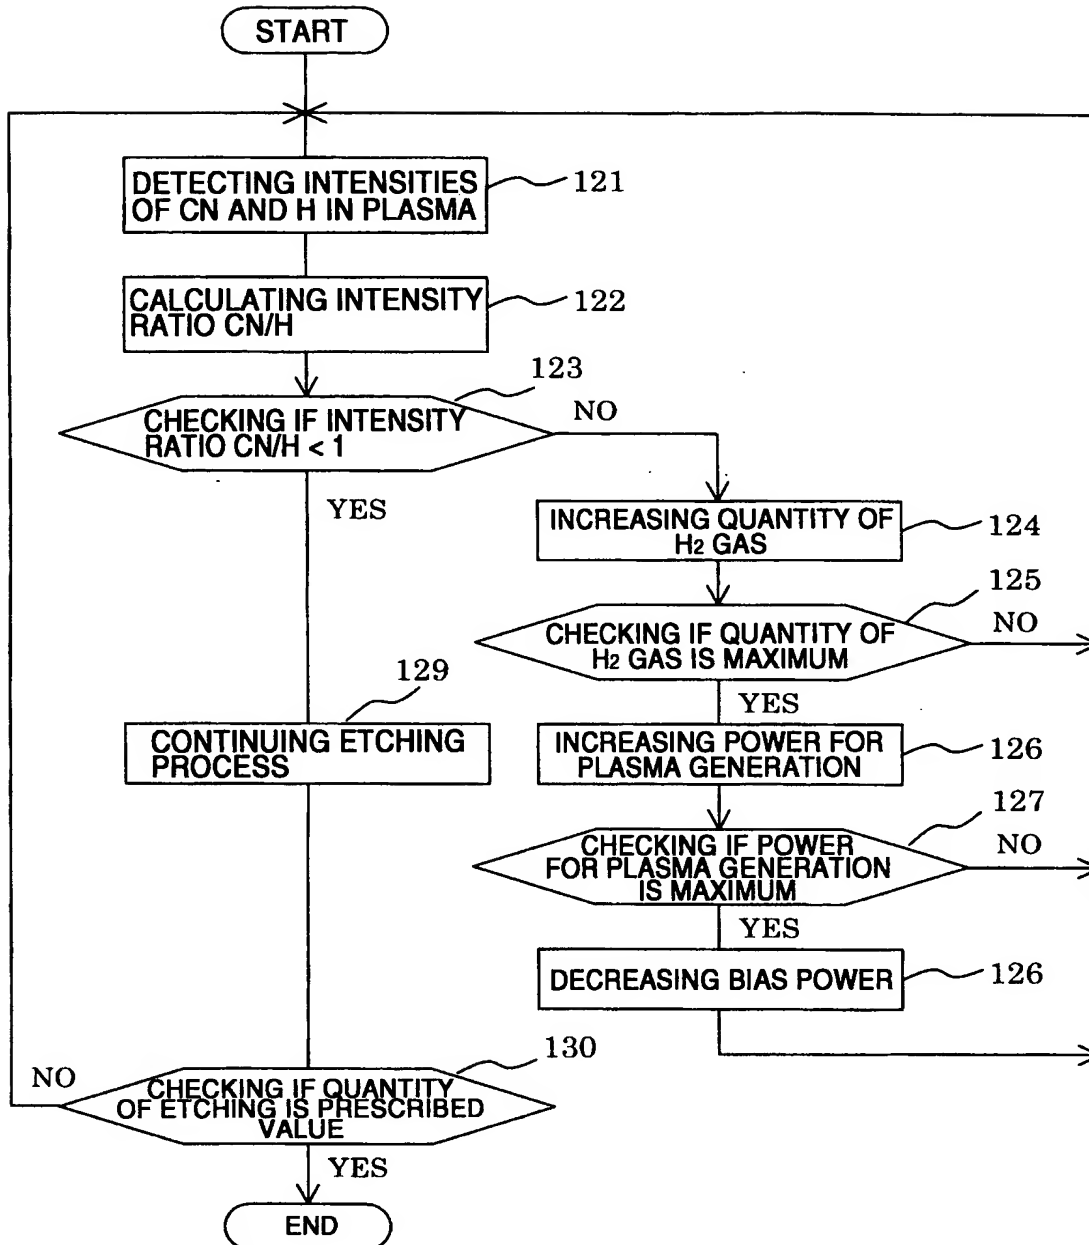 START
DETECTING INTENSITIES
OF CN AND H IN PLASMA
121
CALCULATING INTENSITY
RATIO CN/H
122
123
CHECKING IF INTENSITY
RATIO CN/H < 1
NO
YES
INCREASING QUANTITY OF
H2 GAS
124
125
CHECKING IF QUANTITY OF
H2 GAS IS MAXIMUM
NO
YES
129
CONTINUING ETCHING
PROCESS
INCREASING POWER FOR
PLASMA GENERATION
126
127
CHECKING IF POWER
FOR PLASMA GENERATION
IS MAXIMUM
NO
YES
DECREASING BIAS POWER
126
130
NO
CHECKING IF QUANTITY
OF ETCHING IS PRESCRIBED
VALUE
YES
END